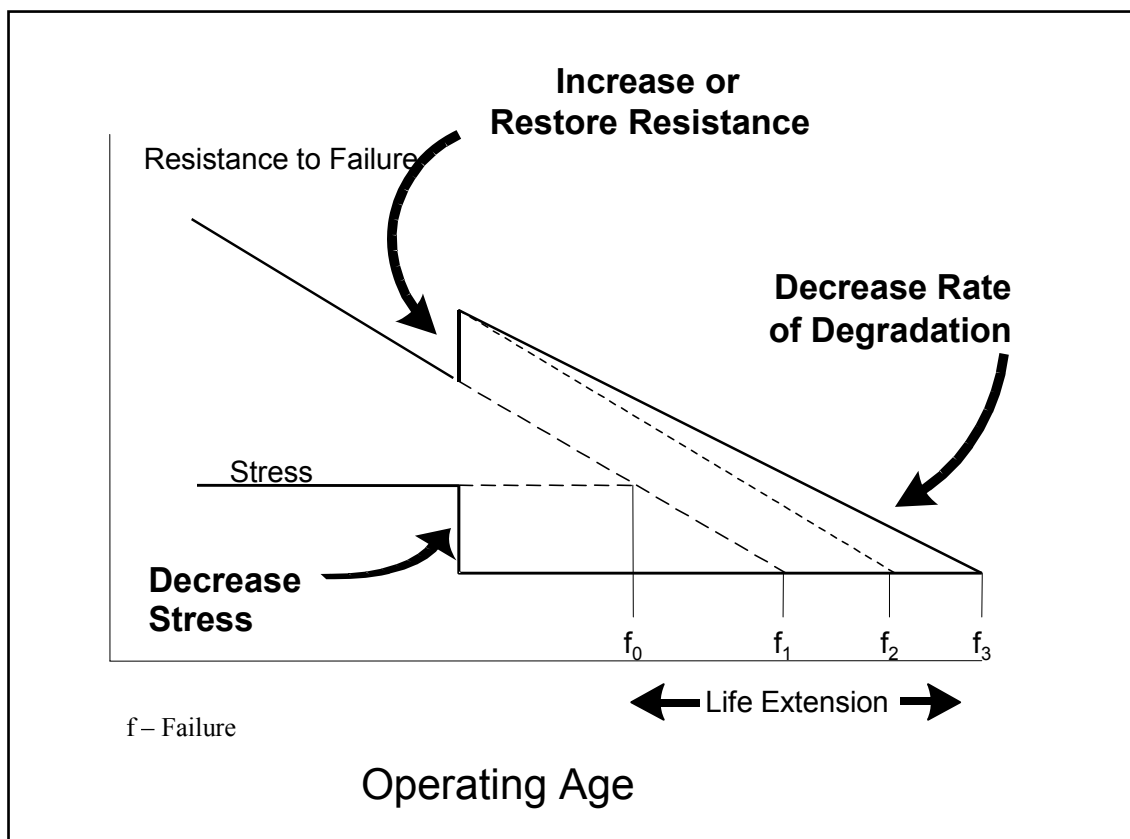 Increase or
Restore Resistance
Resistance to Failure
Decrease Rate
of Degradation
Stress
Decrease
Stress
f₀
f₁
f₂
f₃
Life Extension
f – Failure
Operating Age